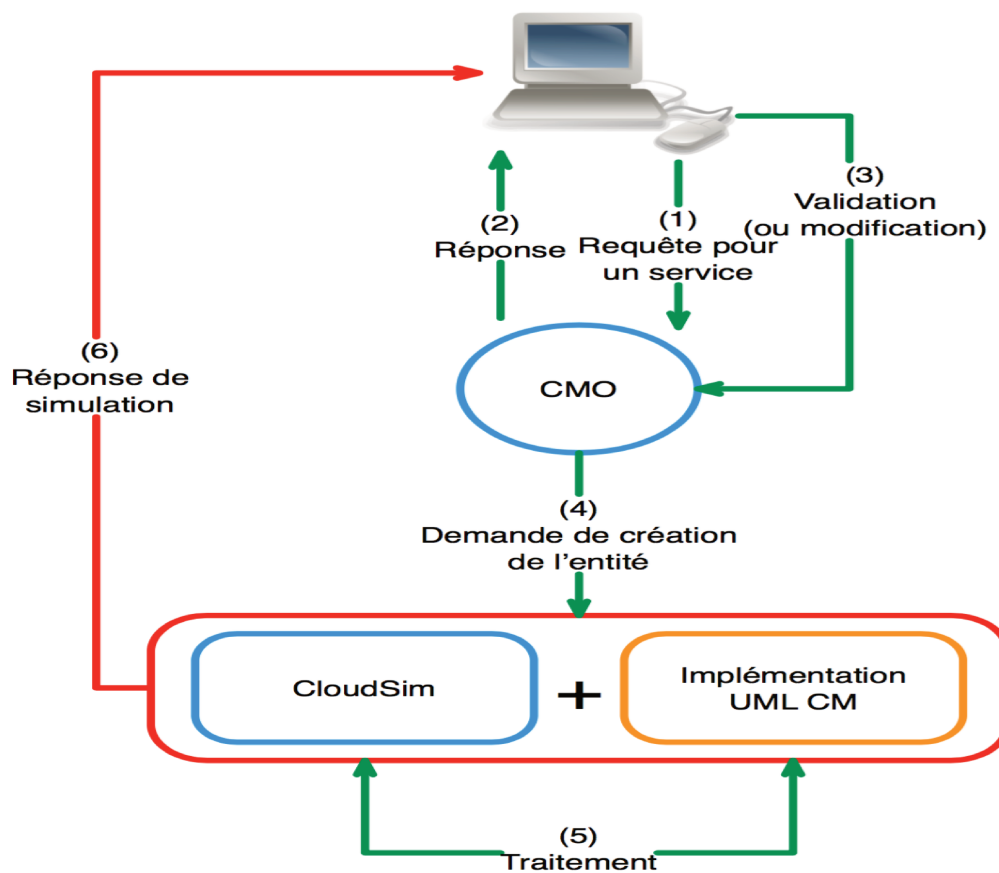 (1)
Requête pour
un service
(2)
Réponse
(3)
Validation
(ou modification)
CMO
(4)
Demande de création
de l'entité
CloudSim
+
Implémentation
UML CM
(5)
Traitement
(6)
Réponse de
simulation